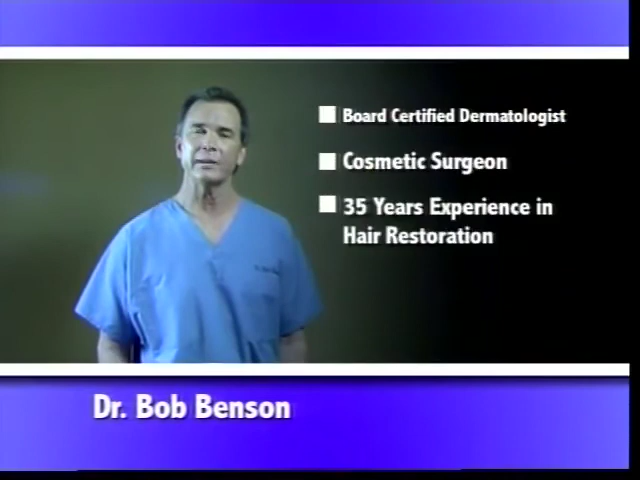 Board Certified Dermatologist
Cosmetic Surgeon
35 Years Experience in
Hair Restoration
Dr. Bob Benson